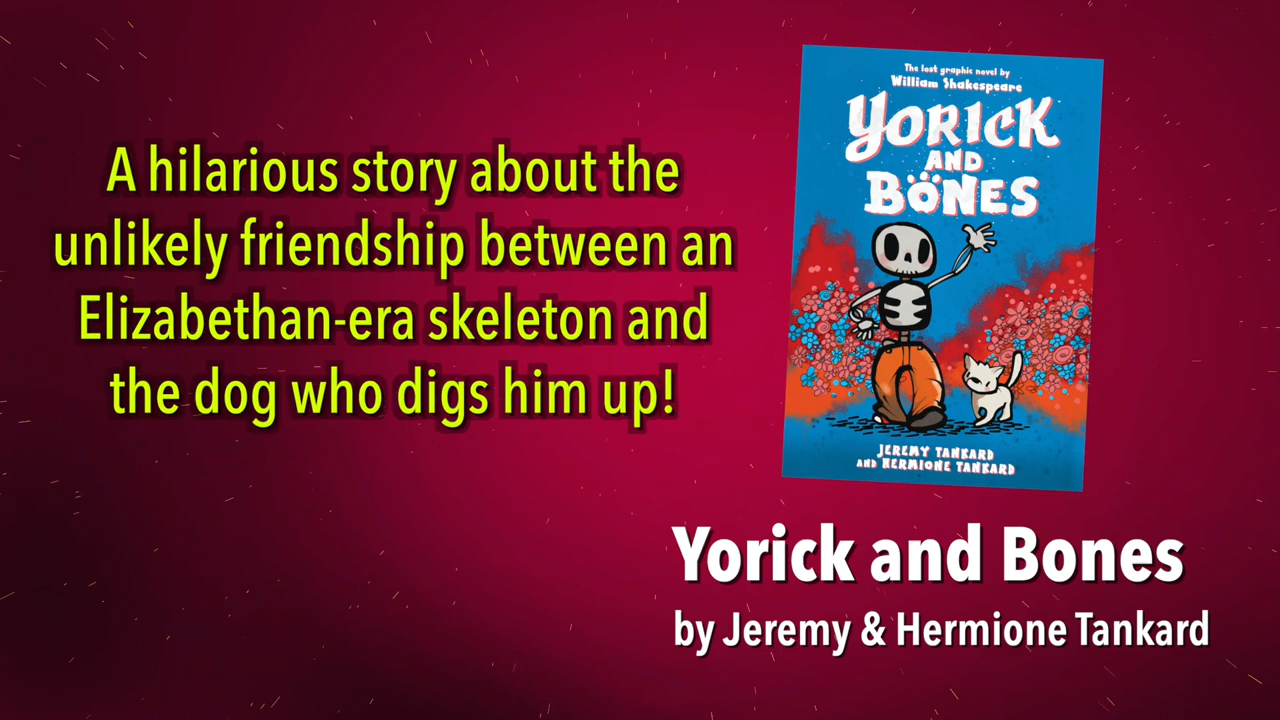 A hilarious story about the
unlikely friendship between an
Elizabethan-era skeleton and
the dog who digs him up!
The lost graphic novel by
William Shakespeare
YORICK
AND
BÖNES
JEREMY TANKARD
AND HERMIONE TANKARD
Yorick and Bones
by Jeremy & Hermione Tankard